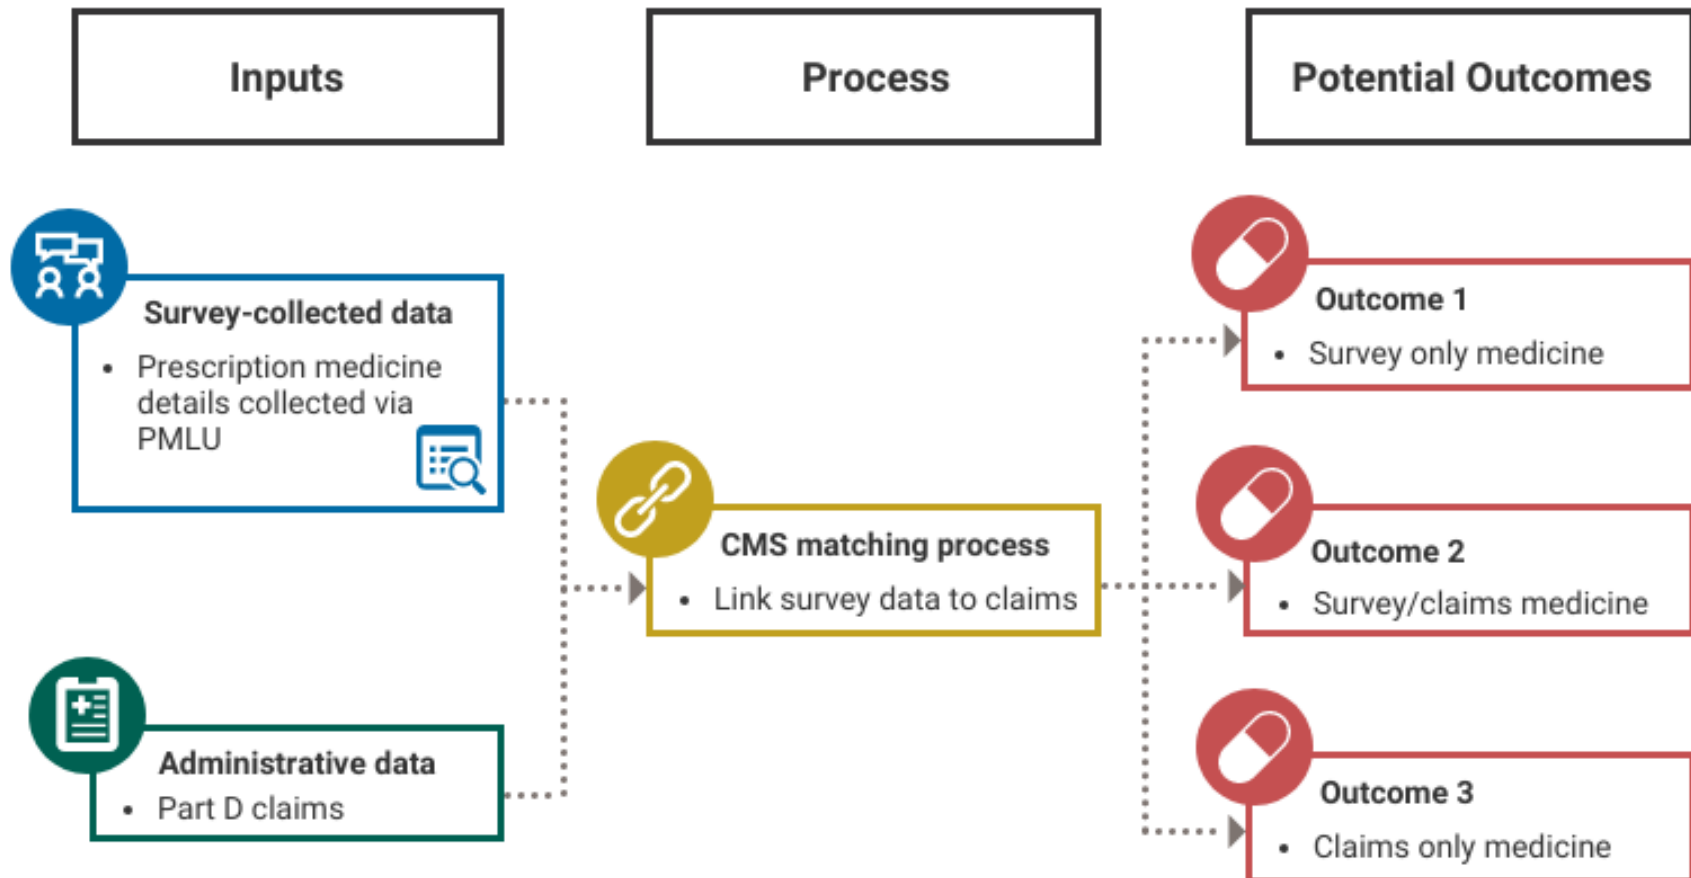 Inputs
Process
Potential Outcomes
Survey-collected data
• Prescription medicine
details collected via
PMLU
Administrative data
• Part D claims
CMS matching process
• Link survey data to claims
Outcome 1
• Survey only medicine
Outcome 2
• Survey/claims medicine
Outcome 3
• Claims only medicine